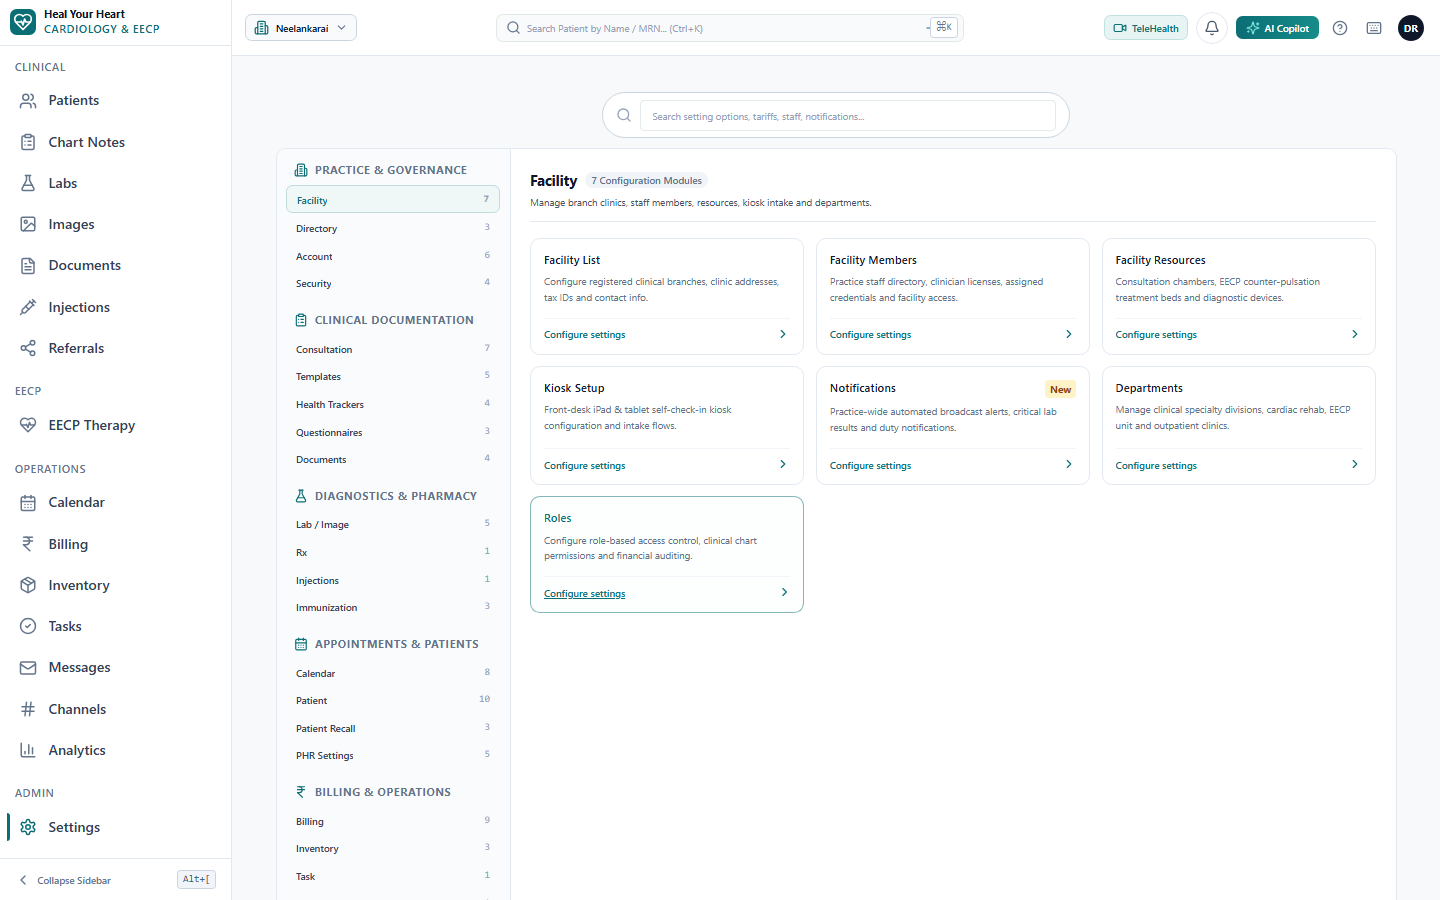 Heal Your Heart
CARDIOLOGY & EECP
Neelankarai
Search Patient by Name / MRN... (Ctrl+K)
⌘K
TeleHealth
AI Copilot
DR
CLINICAL
Patients
Chart Notes
Labs
Images
Documents
Injections
Referrals
EECP
EECP Therapy
OPERATIONS
Calendar
Billing
Inventory
Tasks
Messages
Channels
Analytics
ADMIN
Settings
Collapse Sidebar
Alt+[
Search setting options, tariffs, staff, notifications...
PRACTICE & GOVERNANCE
Facility 7
Directory 3
Account 6
Security 4
CLINICAL DOCUMENTATION
Consultation 7
Templates 5
Health Trackers 4
Questionnaires 3
Documents 4
DIAGNOSTICS & PHARMACY
Lab / Image 5
Rx 1
Injections 1
Immunization 3
APPOINTMENTS & PATIENTS
Calendar 8
Patient 10
Patient Recall 3
PHR Settings 5
BILLING & OPERATIONS
Billing 9
Inventory 3
Task 1
Facility 7 Configuration Modules
Manage branch clinics, staff members, resources, kiosk intake and departments.
Facility List
Configure registered clinical branches, clinic addresses,
tax IDs and contact info.
Configure settings
Facility Members
Practice staff directory, clinician licenses, assigned
credentials and facility access.
Configure settings
Facility Resources
Consultation chambers, EECP counter-pulsation
treatment beds and diagnostic devices.
Configure settings
Kiosk Setup
Front-desk iPad & tablet self-check-in kiosk
configuration and intake flows.
Configure settings
Notifications New
Practice-wide automated broadcast alerts, critical lab
results and duty notifications.
Configure settings
Departments
Manage clinical specialty divisions, cardiac rehab, EECP
unit and outpatient clinics.
Configure settings
Roles
Configure role-based access control, clinical chart
permissions and financial auditing.
Configure settings